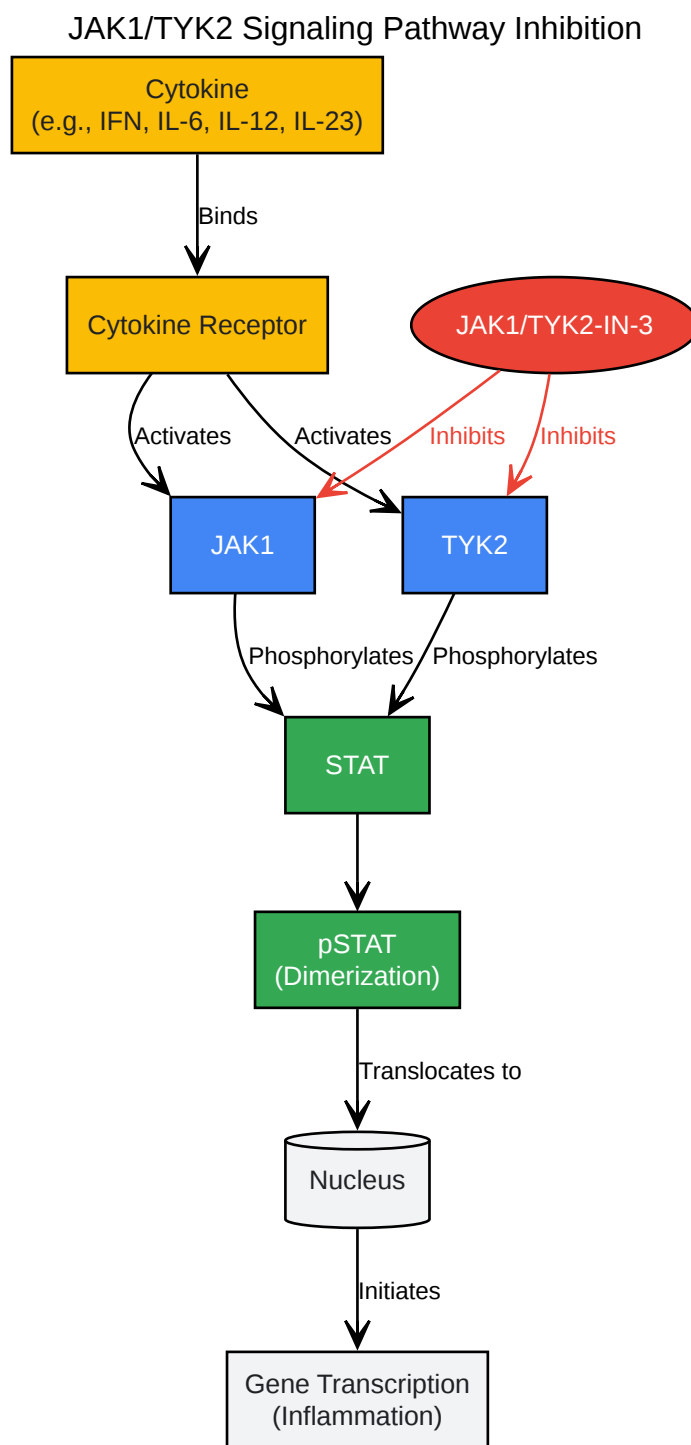 JAK1/TYK2 Signaling Pathway Inhibition
Cytokine
(e.g., IFN, IL-6, IL-12, IL-23)
Binds
Cytokine Receptor
JAK1/TYK2-IN-3
Activates
Activates
Inhibits
Inhibits
JAK1
TYK2
Phosphorylates
Phosphorylates
STAT
pSTAT
(Dimerization)
Translocates to
Nucleus
Initiates
Gene Transcription
(Inflammation)